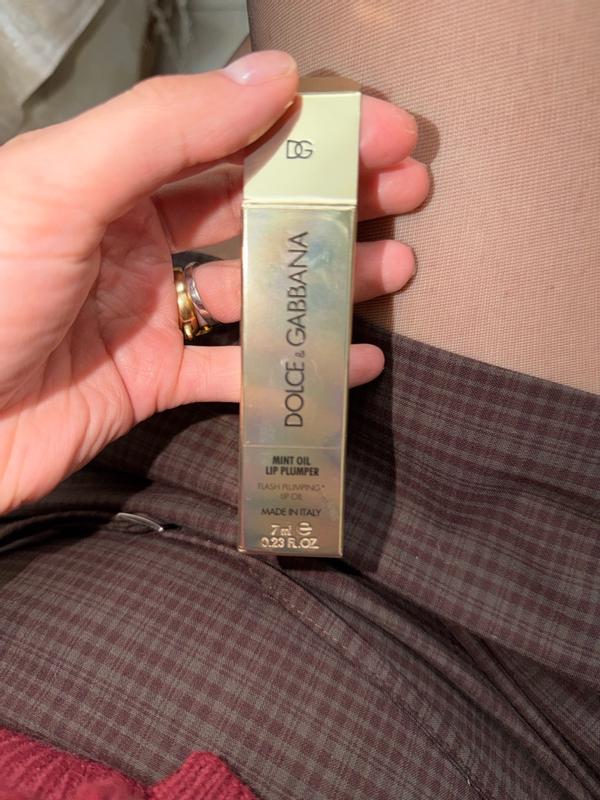 DG
DOLCE & GABBANA
MINT OIL
LIP PLUMPER
FLASH PLUMPING*
LIP OIL
MADE IN ITALY
7 ml ℮
0.23 FL.OZ